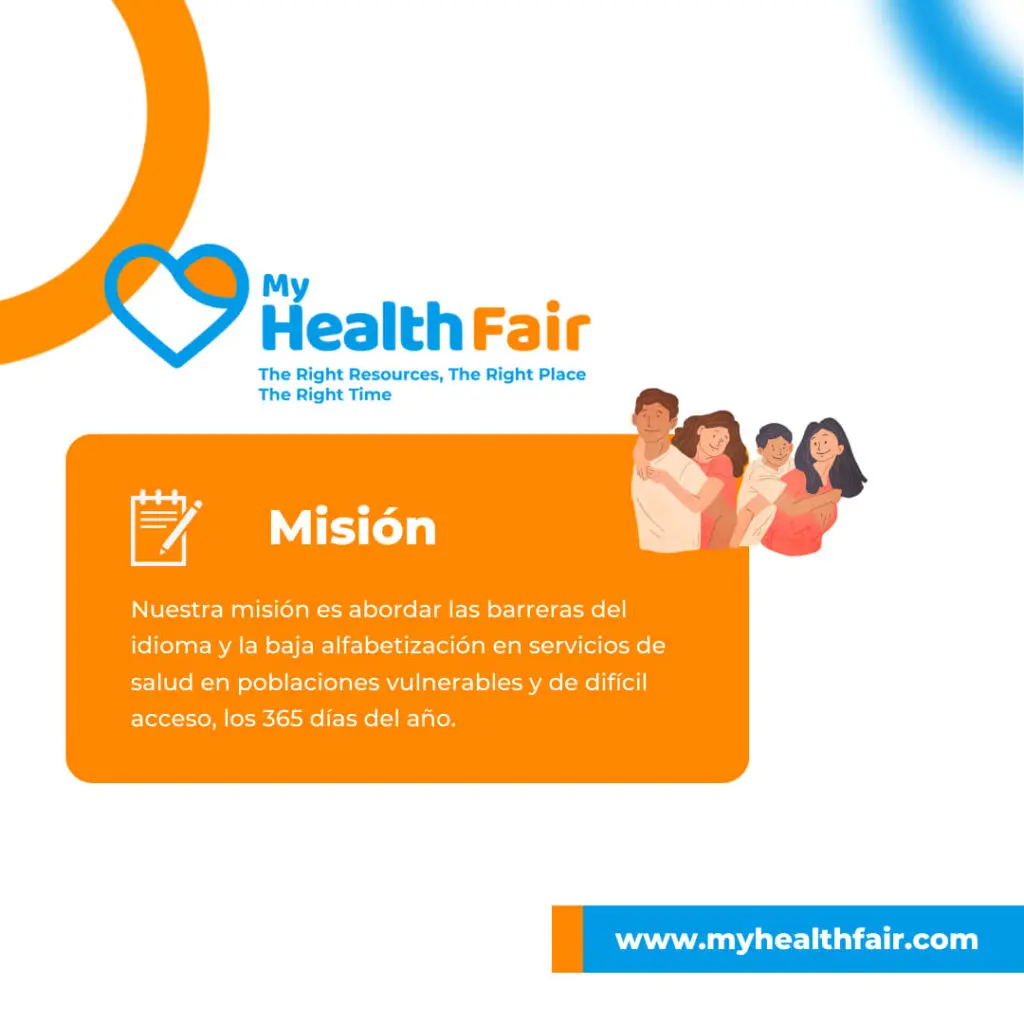 My
Health Fair
The Right Resources, The Right Place
The Right Time
Misión
Nuestra misión es abordar las barreras del
idioma y la baja alfabetización en servicios de
salud en poblaciones vulnerables y de difícil
acceso, los 365 días del año.
www.myhealthfair.com